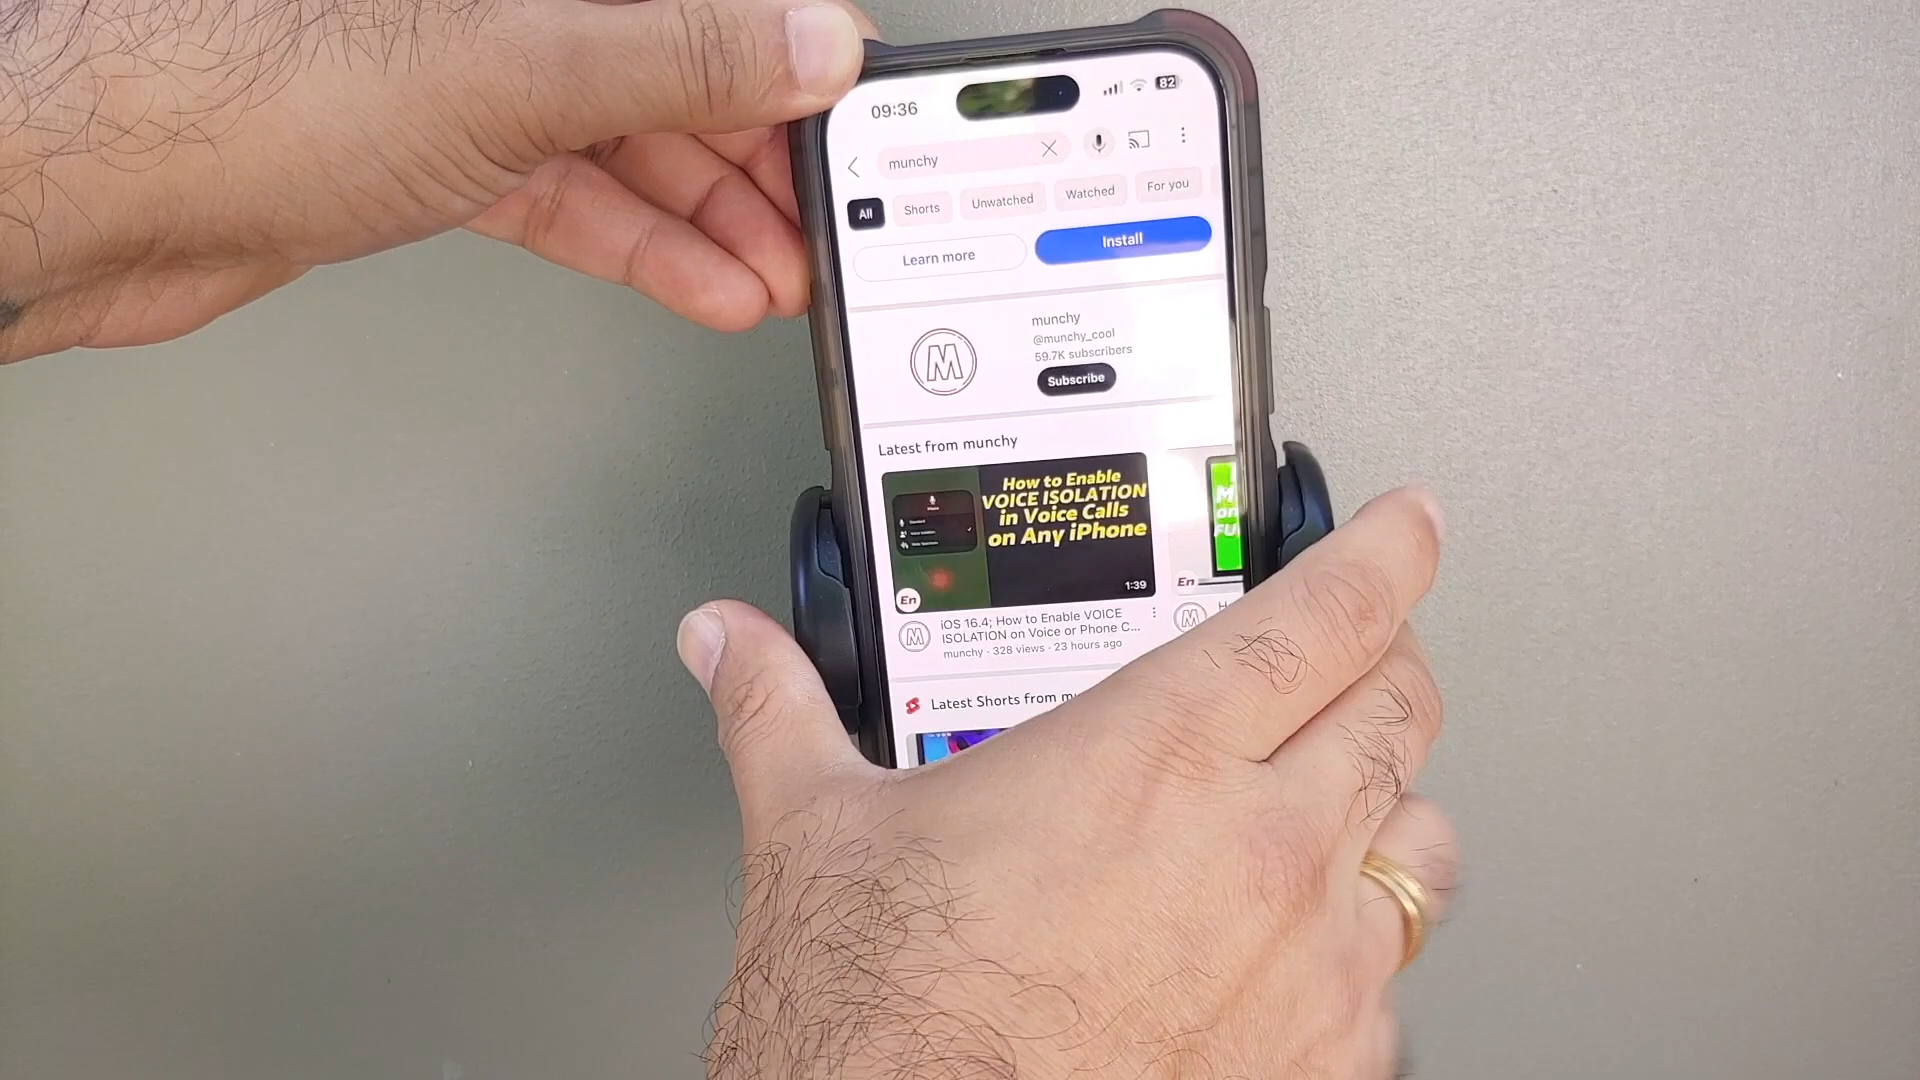 09:36
82
munchy
All
Shorts
Unwatched
Watched
For you
Learn more
Install
M
munchy
@munchy_cool
59.7K subscribers
Subscribe
Latest from munchy
How to Enable
VOICE ISOLATION
in Voice Calls
on Any iPhone
1:39
En
En
iOS 16.4; How to Enable VOICE
ISOLATION on Voice or Phone C...
munchy · 328 views · 23 hours ago
Latest Shorts from